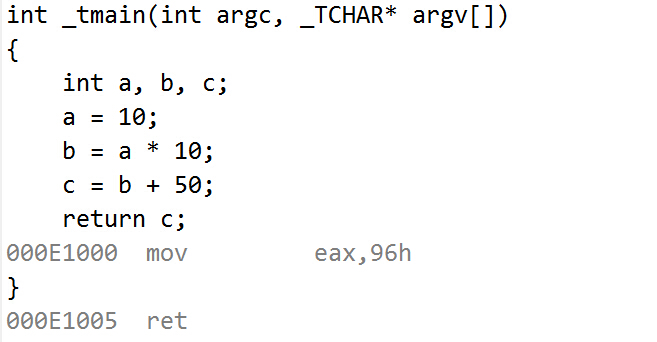 int _tmain(int argc, _TCHAR* argv[])
{
    int a, b, c;
    a = 10;
    b = a * 10;
    c = b + 50;
    return c;
000E1000  mov         eax,96h
}
000E1005  ret